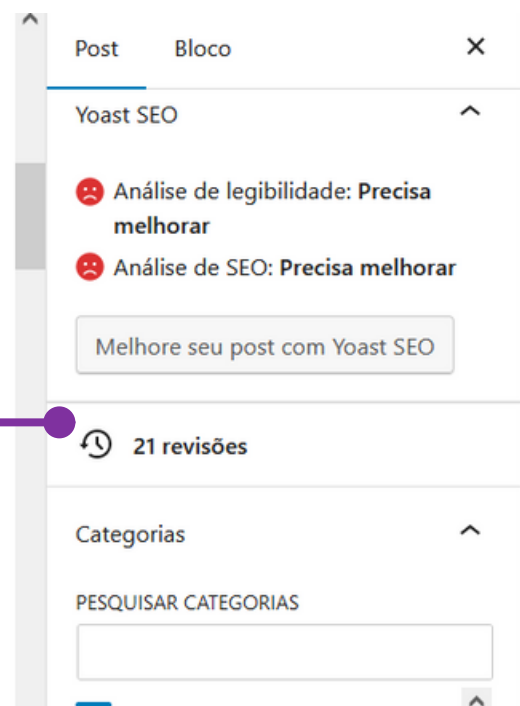 Post Bloco
Yoast SEO
Análise de legibilidade: Precisa
melhorar
Análise de SEO: Precisa melhorar
Melhore seu post com Yoast SEO
21 revisões
Categorias
PESQUISAR CATEGORIAS